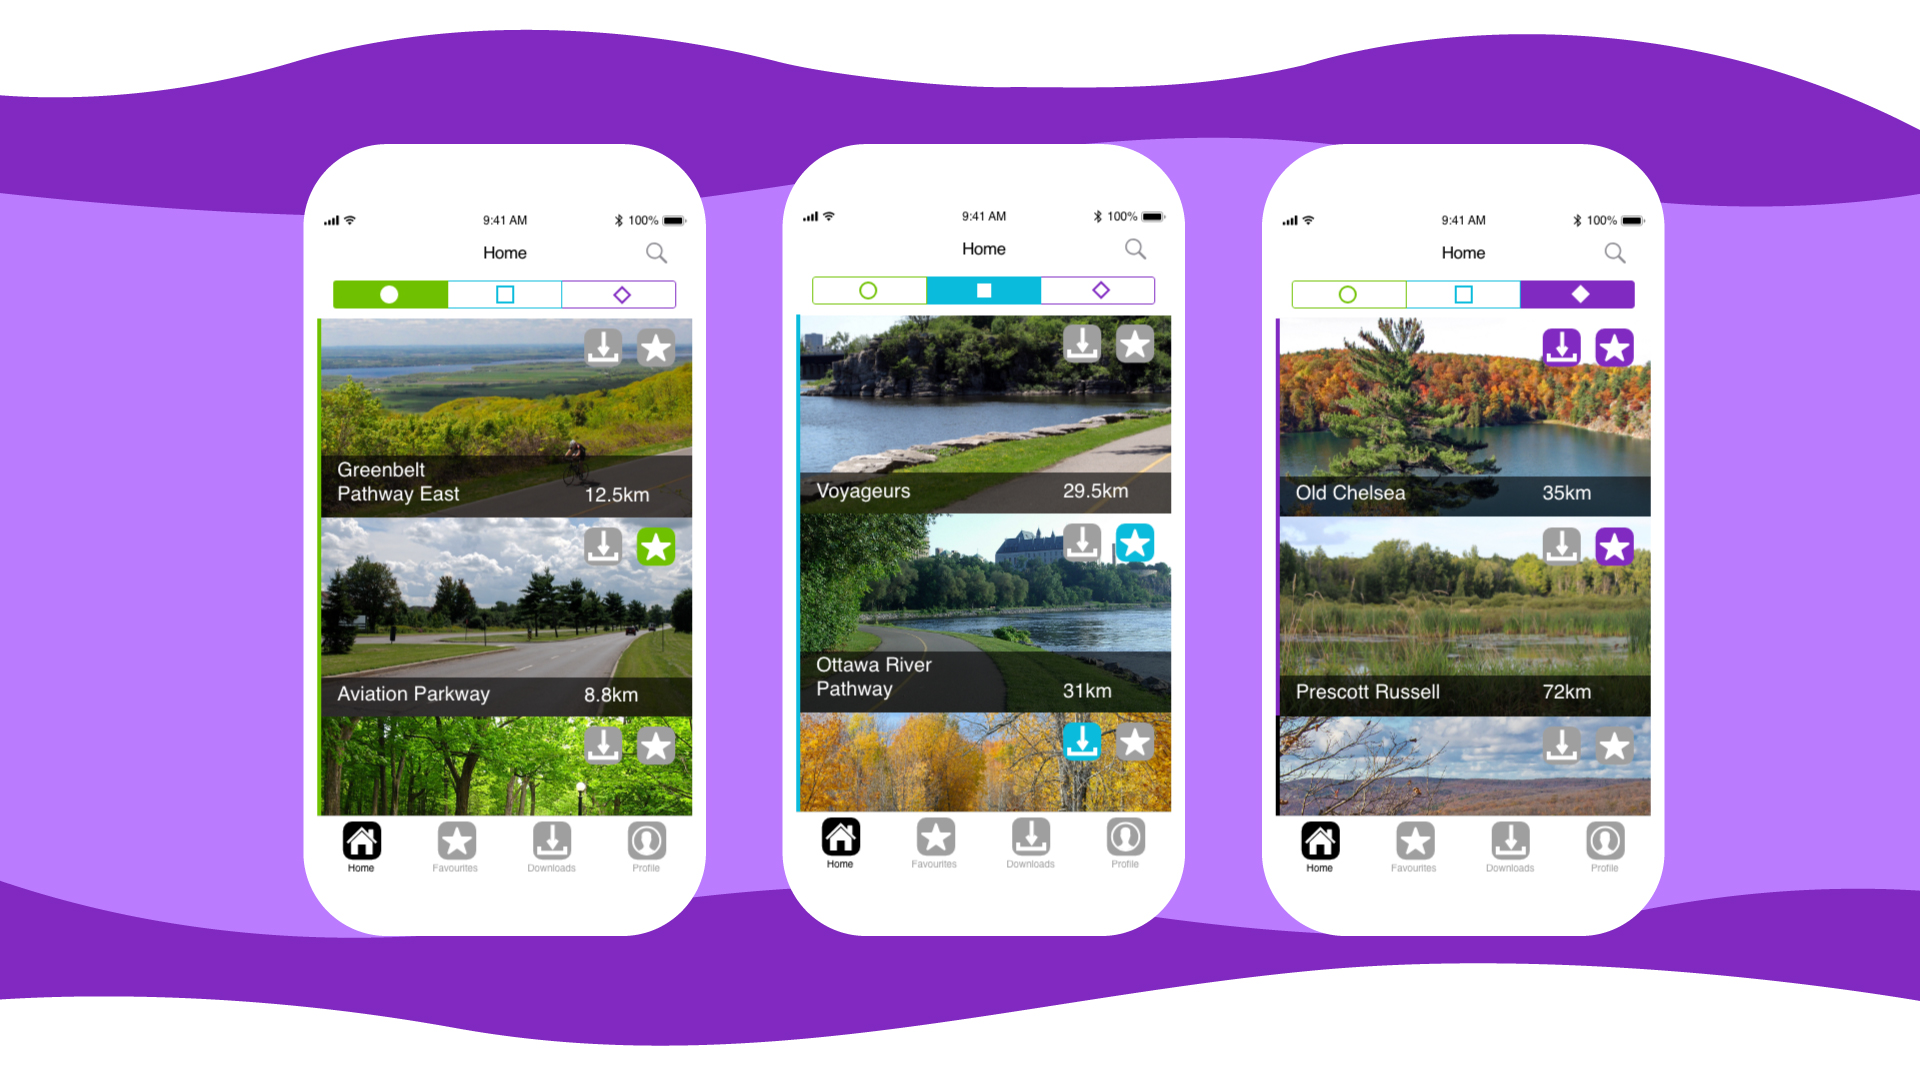 9:41 AM
100%
Home
Greenbelt
Pathway East
12.5km
Aviation Parkway
8.8km
Home
Favourites
Downloads
Profile
9:41 AM
100%
Home
Voyageurs
29.5km
Ottawa River
Pathway
31km
Home
Favourites
Downloads
Profile
9:41 AM
100%
Home
Old Chelsea
35km
Prescott Russell
72km
Home
Favourites
Downloads
Profile